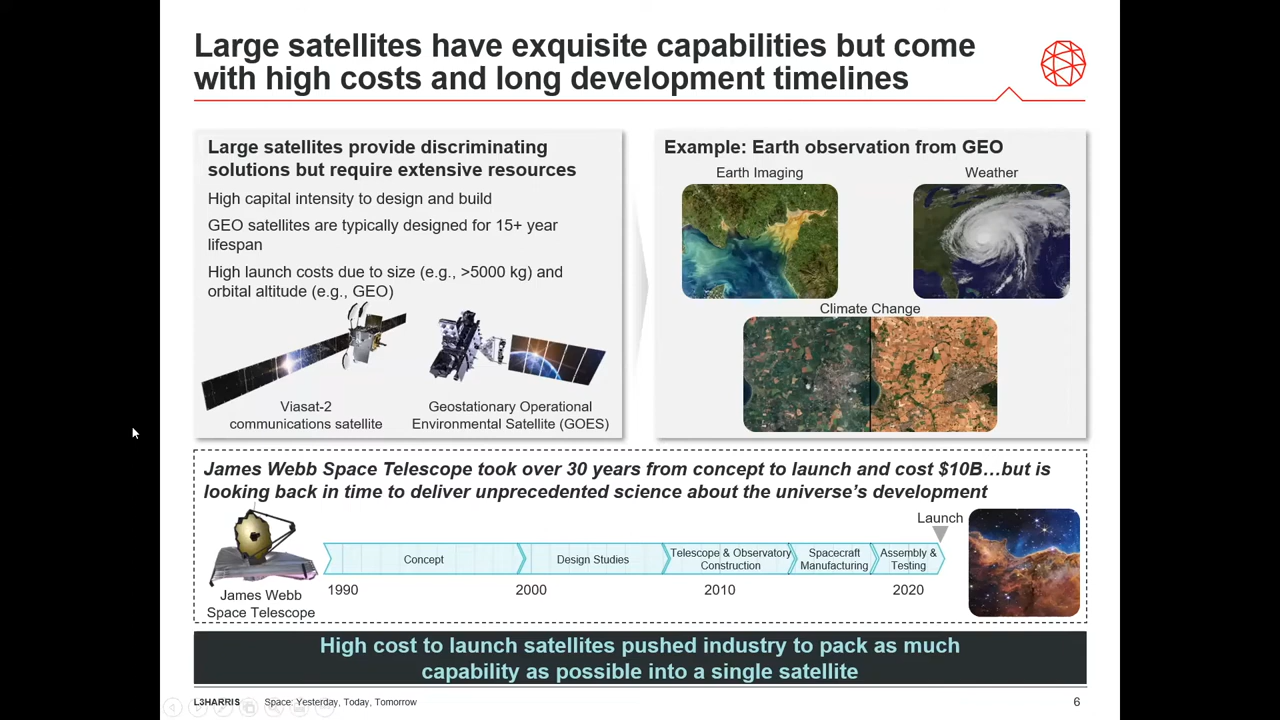 Large satellites have exquisite capabilities but come
with high costs and long development timelines
Large satellites provide discriminating
solutions but require extensive resources
High capital intensity to design and build
GEO satellites are typically designed for 15+ year
lifespan
High launch costs due to size (e.g., >5000 kg) and
orbital altitude (e.g., GEO)
Viasat-2
communications satellite
Geostationary Operational
Environmental Satellite (GOES)
Example: Earth observation from GEO
Earth Imaging
Weather
Climate Change
James Webb Space Telescope took over 30 years from concept to launch and cost $10B…but is
looking back in time to deliver unprecedented science about the universe's development
James Webb
Space Telescope
Concept
Design Studies
Telescope & Observatory
Construction
Spacecraft
Manufacturing
Assembly &
Testing
Launch
1990
2000
2010
2020
High cost to launch satellites pushed industry to pack as much
capability as possible into a single satellite
L3HARRIS
Space: Yesterday, Today, Tomorrow
6